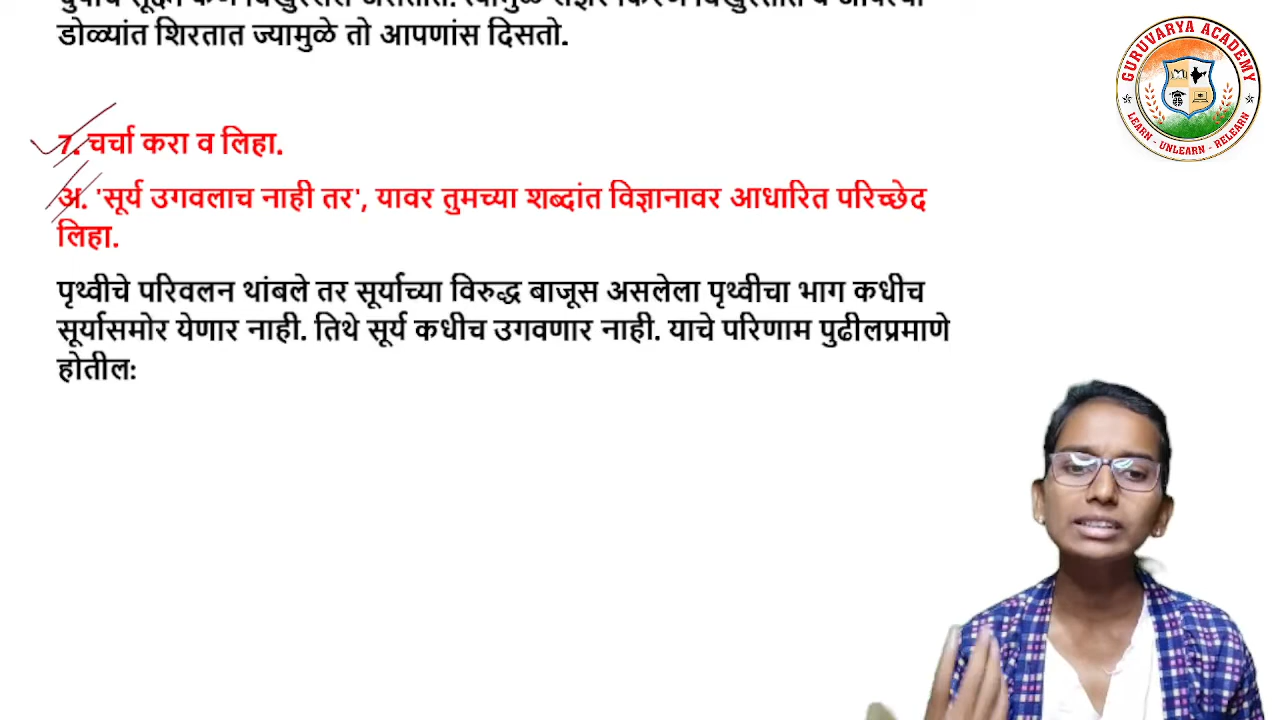 डोळ्यांत शिरतात ज्यामुळे तो आपणांस दिसतो.
7. चर्चा करा व लिहा.
अ. 'सूर्य उगवलाच नाही तर', यावर तुमच्या शब्दांत विज्ञानावर आधारित परिच्छेद
लिहा.
पृथ्वीचे परिवलन थांबले तर सूर्याच्या विरुद्ध बाजूस असलेला पृथ्वीचा भाग कधीच
सूर्यासमोर येणार नाही. तिथे सूर्य कधीच उगवणार नाही. याचे परिणाम पुढीलप्रमाणे
होतील:
GURUVARYA ACADEMY
LEARN - UNLEARN - RELEARN